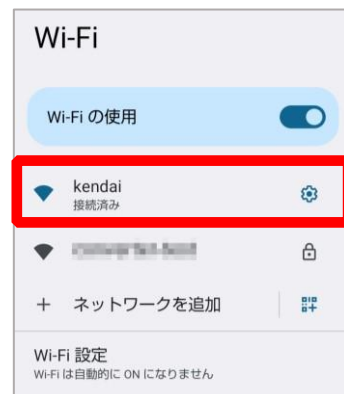 Wi-Fi
Wi-Fi の使用
kendai
接続済み
ネットワークを追加
Wi-Fi 設定
Wi-Fi は自動的に ON になりません